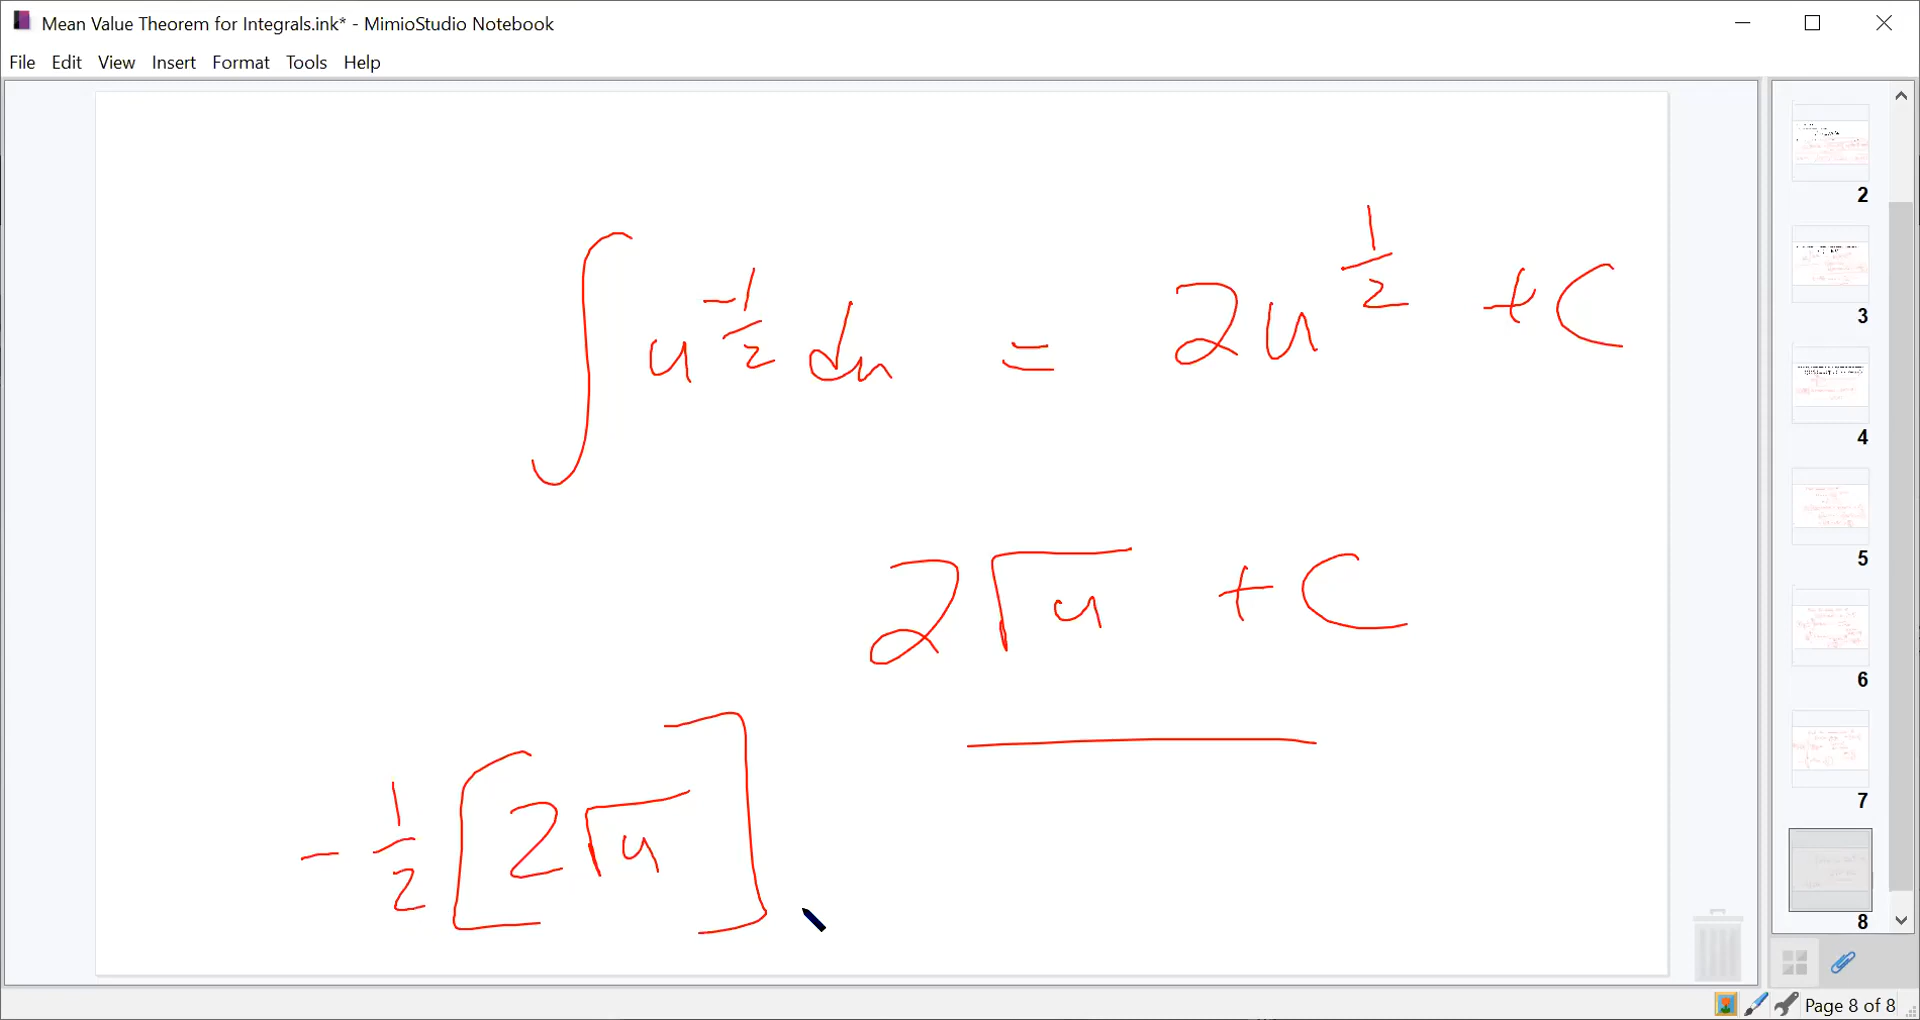 Mean Value Theorem for Integrals.ink* - MimioStudio Notebook
File Edit View Insert Format Tools Help
∫ u^(-1/2) du = 2u^(1/2) + C
2√u + C
-1/2 [2√u]
2
3
4
5
6
7
8
Page 8 of 8